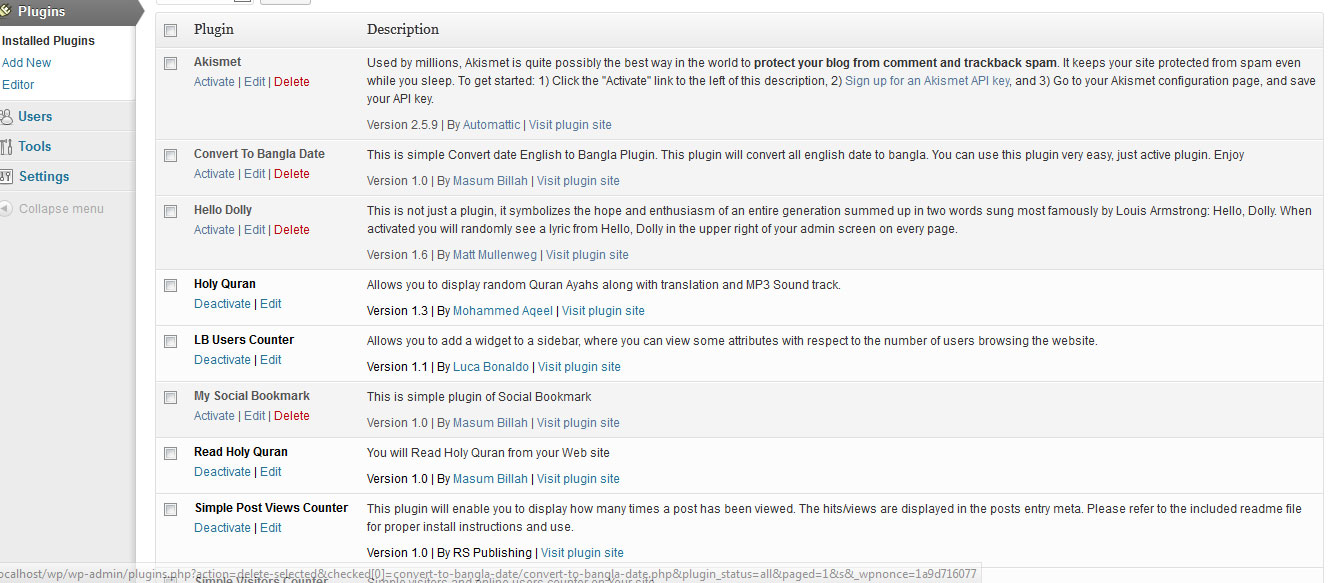 Plugins
Installed Plugins
Add New
Editor
Users
Tools
Settings
Collapse menu
Plugin Description
Akismet
Activate | Edit | Delete
Used by millions, Akismet is quite possibly the best way in the world to protect your blog from comment and trackback spam. It keeps your site protected from spam even
while you sleep. To get started: 1) Click the "Activate" link to the left of this description, 2) Sign up for an Akismet API key, and 3) Go to your Akismet configuration page, and save
your API key.
Version 2.5.9 | By Automattic | Visit plugin site
Convert To Bangla Date
Activate | Edit | Delete
This is simple Convert date English to Bangla Plugin. This plugin will convert all english date to bangla. You can use this plugin very easy, just active plugin. Enjoy
Version 1.0 | By Masum Billah | Visit plugin site
Hello Dolly
Activate | Edit | Delete
This is not just a plugin, it symbolizes the hope and enthusiasm of an entire generation summed up in two words sung most famously by Louis Armstrong: Hello, Dolly. When
activated you will randomly see a lyric from Hello, Dolly in the upper right of your admin screen on every page.
Version 1.6 | By Matt Mullenweg | Visit plugin site
Holy Quran
Deactivate | Edit
Allows you to display random Quran Ayahs along with translation and MP3 Sound track.
Version 1.3 | By Mohammed Aqeel | Visit plugin site
LB Users Counter
Deactivate | Edit
Allows you to add a widget to a sidebar, where you can view some attributes with respect to the number of users browsing the website.
Version 1.1 | By Luca Bonaldo | Visit plugin site
My Social Bookmark
Activate | Edit | Delete
This is simple plugin of Social Bookmark
Version 1.0 | By Masum Billah | Visit plugin site
Read Holy Quran
Deactivate | Edit
You will Read Holy Quran from your Web site
Version 1.0 | By Masum Billah | Visit plugin site
Simple Post Views Counter
Deactivate | Edit
This plugin will enable you to display how many times a post has been viewed. The hits/views are displayed in the posts entry meta. Please refer to the included readme file
for proper install instructions and use.
Version 1.0 | By RS Publishing | Visit plugin site
ocalhost/wp/wp-admin/plugins.php?action=delete-selected&checked[0]=convert-to-bangla-date/convert-to-bangla-date.php&plugin_status=all&paged=1&s&_wpnonce=1a9d716077